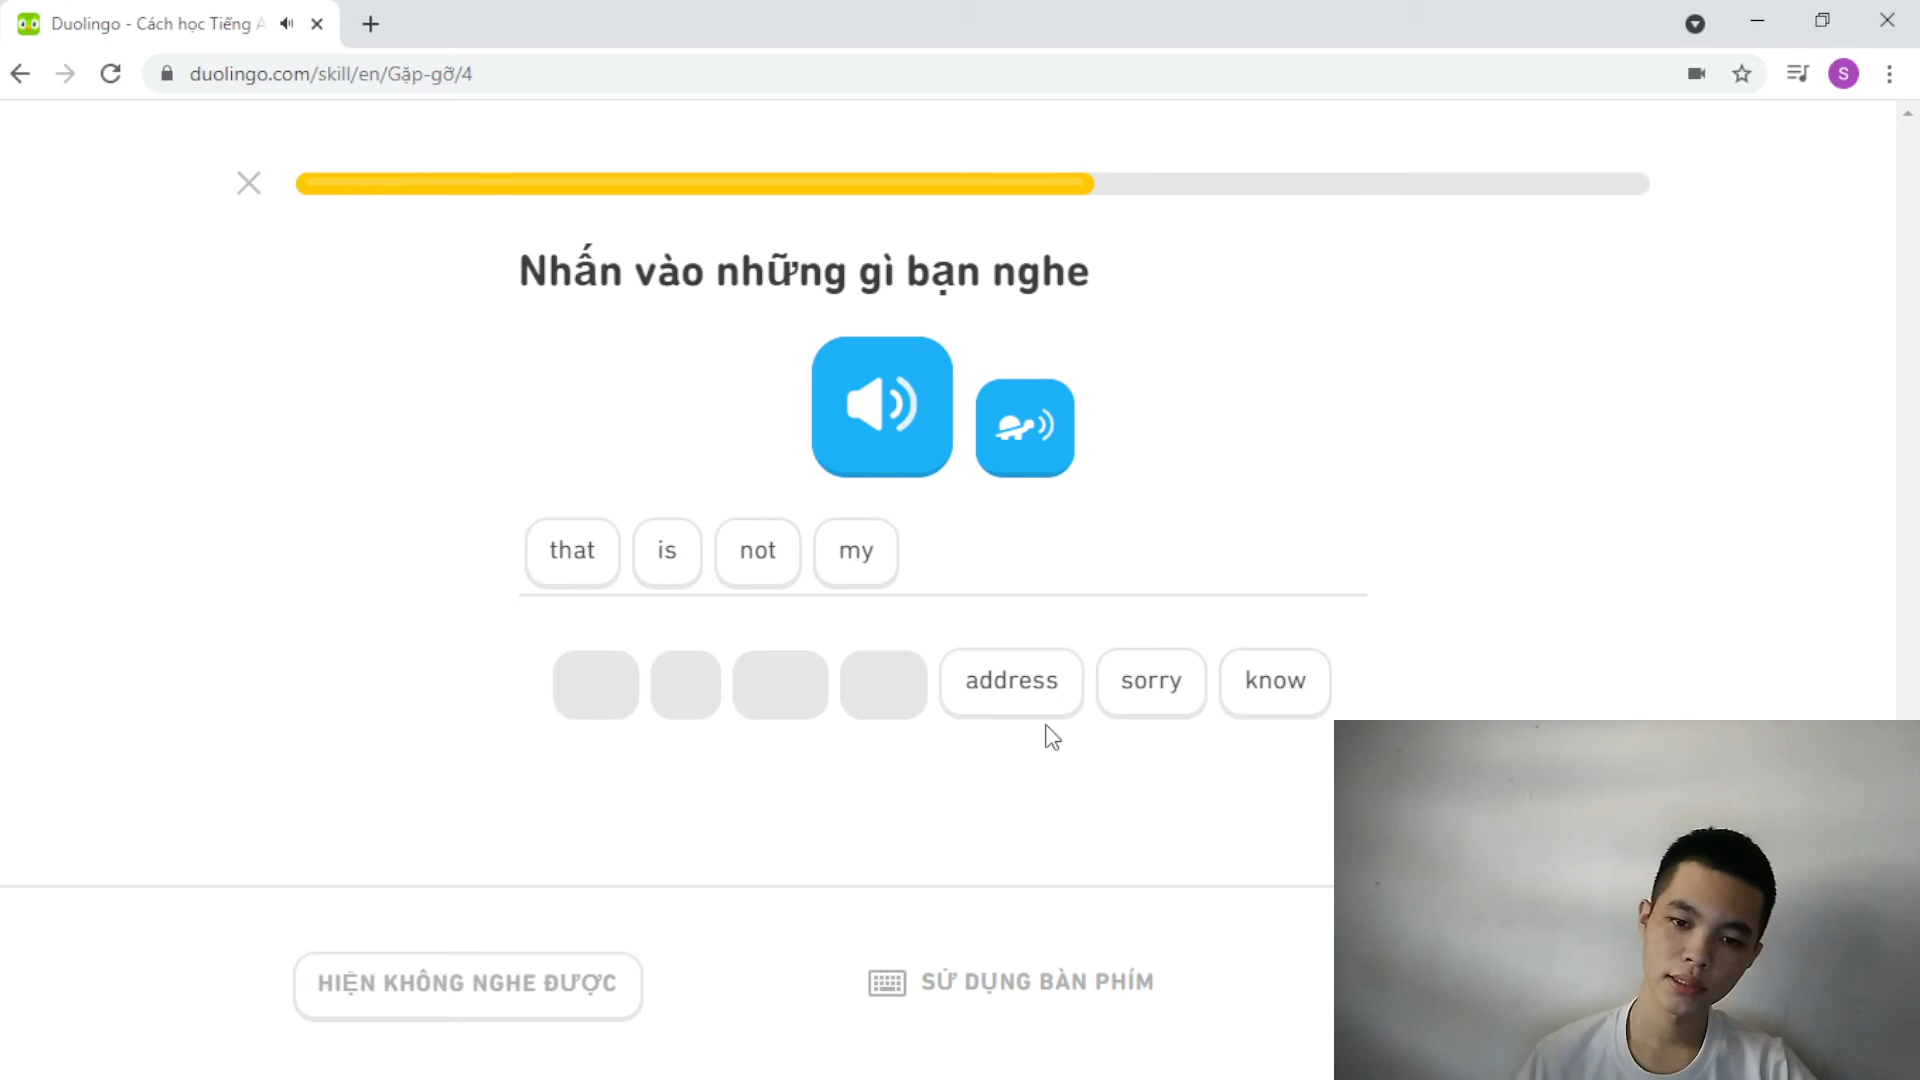 Duolingo - Cách học Tiếng A
duolingo.com/skill/en/Gặp-gỡ/4
S
Nhấn vào những gì bạn nghe
that is not my
address sorry know
HIỆN KHÔNG NGHE ĐƯỢC
SỬ DỤNG BÀN PHÍM